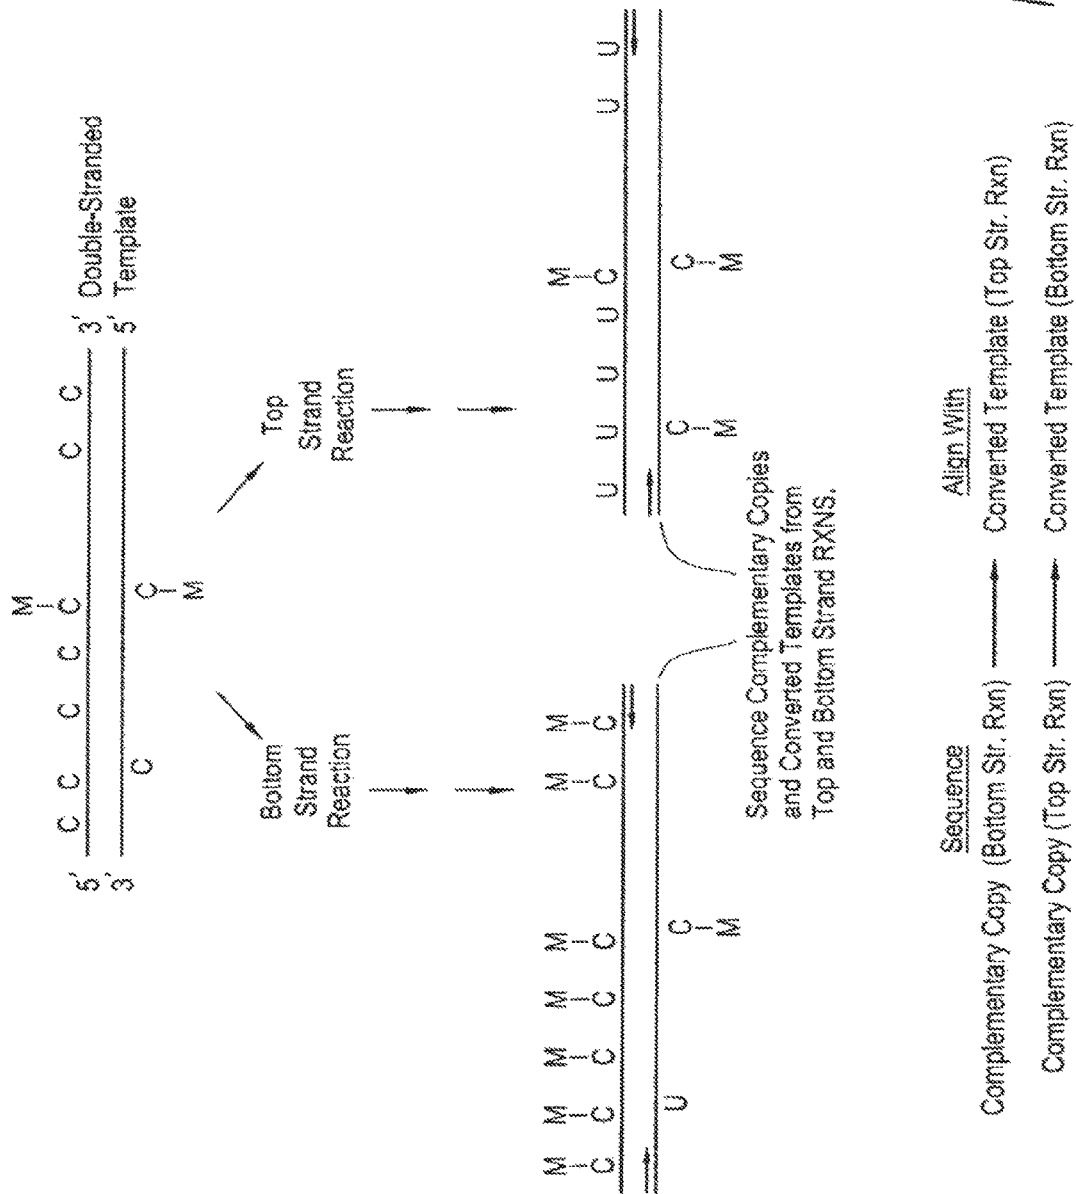 M
C C C C C C C
5' 3' Double-Stranded
3' 5' Template
C C
M
Bottom
Strand
Reaction
Top
Strand
Reaction
M M M M M M M
C C C C C C C
U C
M
M
U U U U C U U
C C
M M
Sequence Complementary Copies
and Converted Templates from
Top and Bottom Strand RXNS.
Sequence Align With
Complementary Copy (Bottom Str. Rxn) → Converted Template (Top Str. Rxn)
Complementary Copy (Top Str. Rxn) → Converted Template (Bottom Str. Rxn)